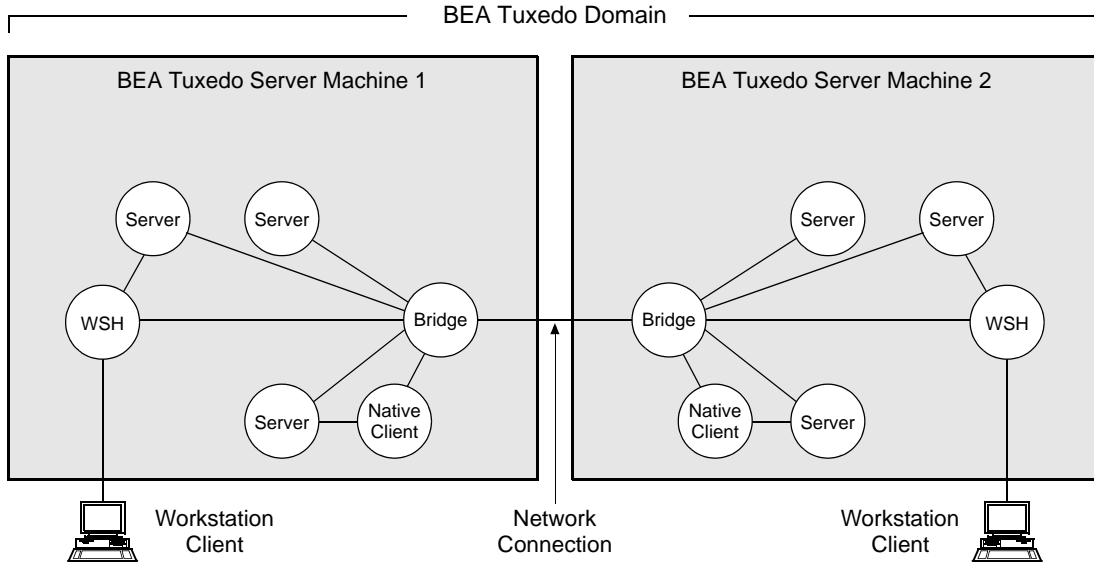 BEA Tuxedo Domain
BEA Tuxedo Server Machine 1
BEA Tuxedo Server Machine 2
Server
Server
Server
Server
WSH
Bridge
Bridge
WSH
Server
Native
Client
Native
Client
Server
Workstation
Client
Network
Connection
Workstation
Client